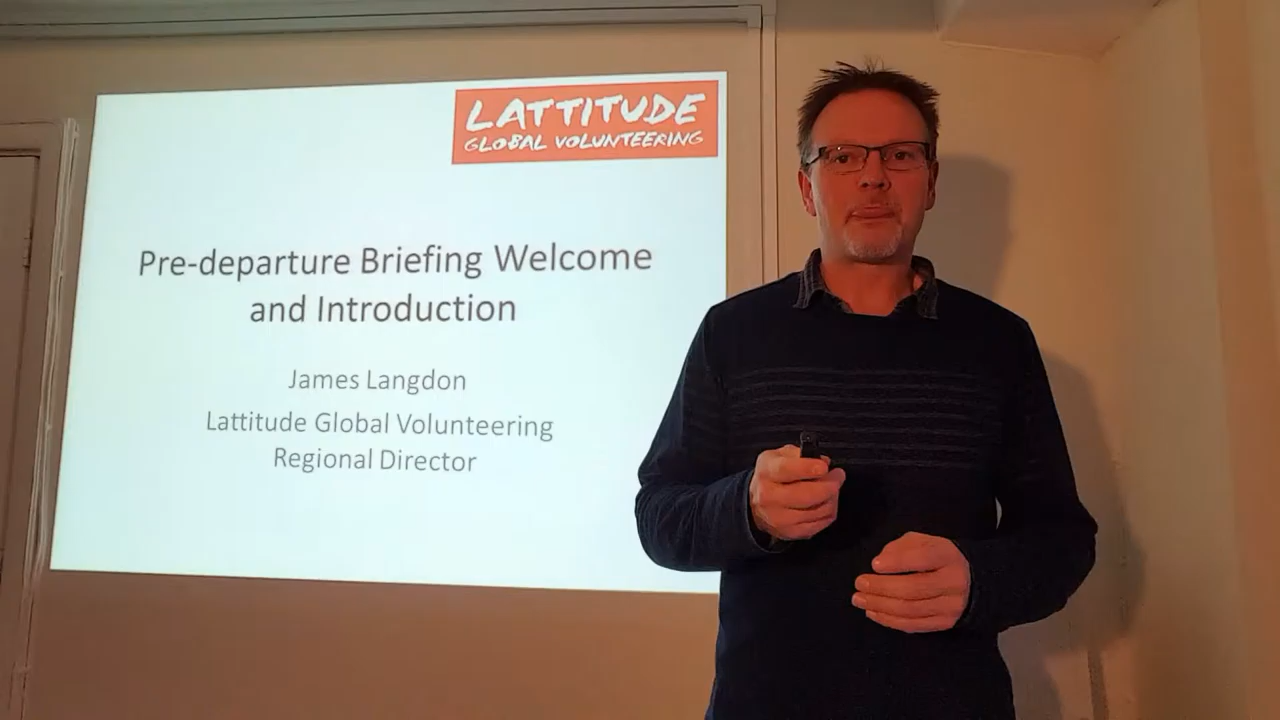 LATTITUDE
GLOBAL VOLUNTEERING
Pre-departure Briefing Welcome
and Introduction
James Langdon
Lattitude Global Volunteering
Regional Director